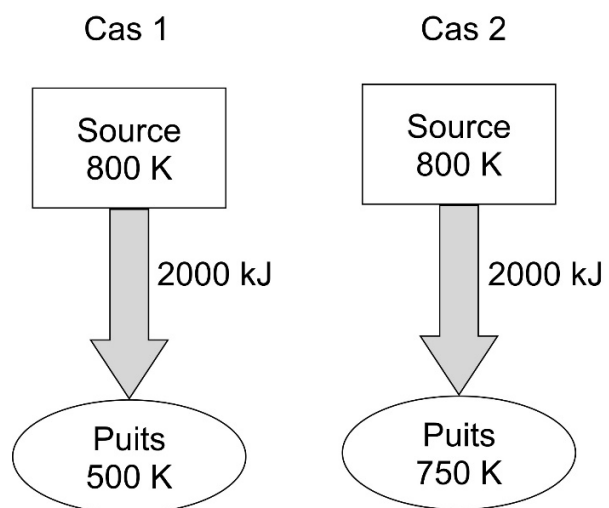 Cas 1
Source
800 K
2000 kJ
Puits
500 K
Cas 2
Source
800 K
2000 kJ
Puits
750 K